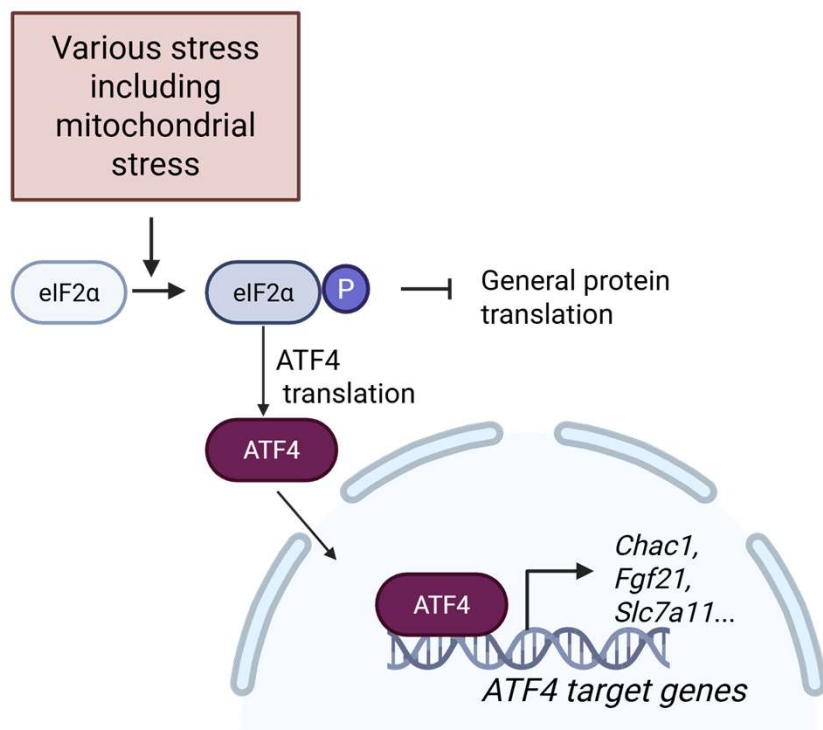 Various stress
including
mitochondrial
stress
eIF2α
eIF2α
P
General protein
translation
ATF4
translation
ATF4
Chac1,
Fgf21,
Slc7a11...
ATF4
ATF4 target genes